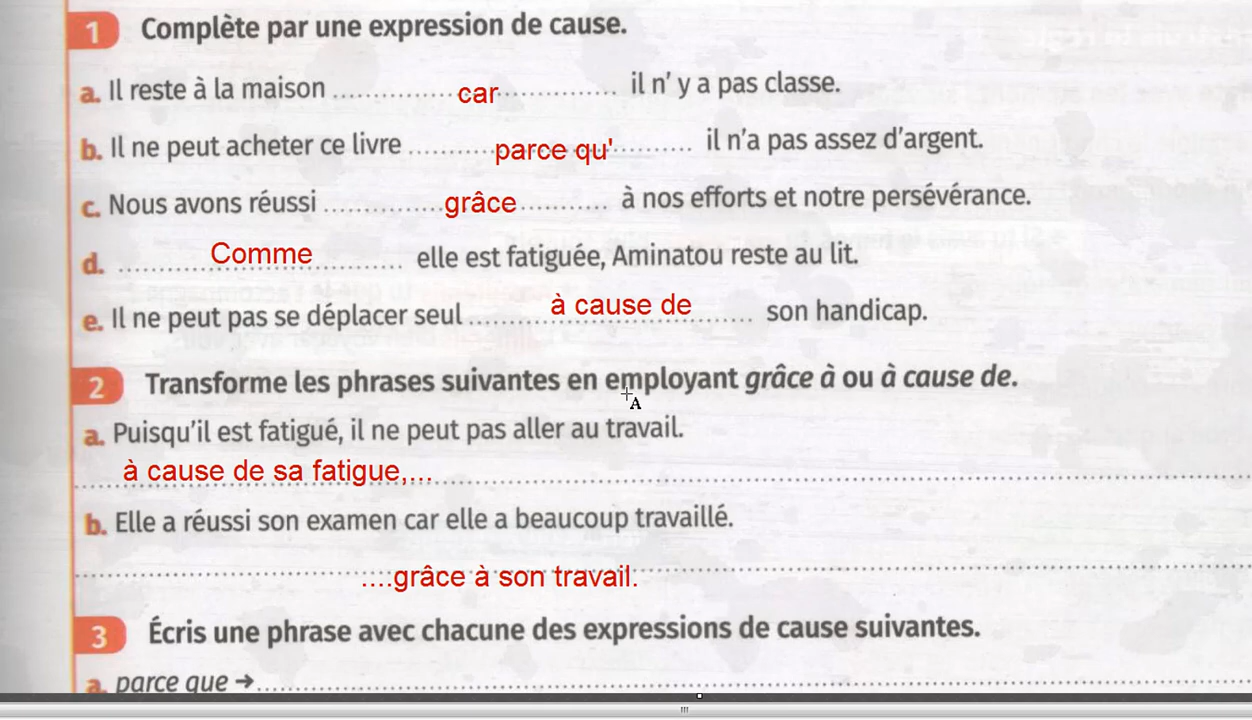 1 Complète par une expression de cause.
a. Il reste à la maison ........ car ........ il n' y a pas classe.
b. Il ne peut acheter ce livre ........ parce qu' ........ il n'a pas assez d'argent.
c. Nous avons réussi ........ grâce ........ à nos efforts et notre persévérance.
d. ........ Comme ........ elle est fatiguée, Aminatou reste au lit.
e. Il ne peut pas se déplacer seul ........ à cause de ........ son handicap.
2 Transforme les phrases suivantes en employant grâce à ou à cause de.
a. Puisqu'il est fatigué, il ne peut pas aller au travail.
à cause de sa fatigue,...
b. Elle a réussi son examen car elle a beaucoup travaillé.
....grâce à son travail.
3 Écris une phrase avec chacune des expressions de cause suivantes.
a. parce que →........